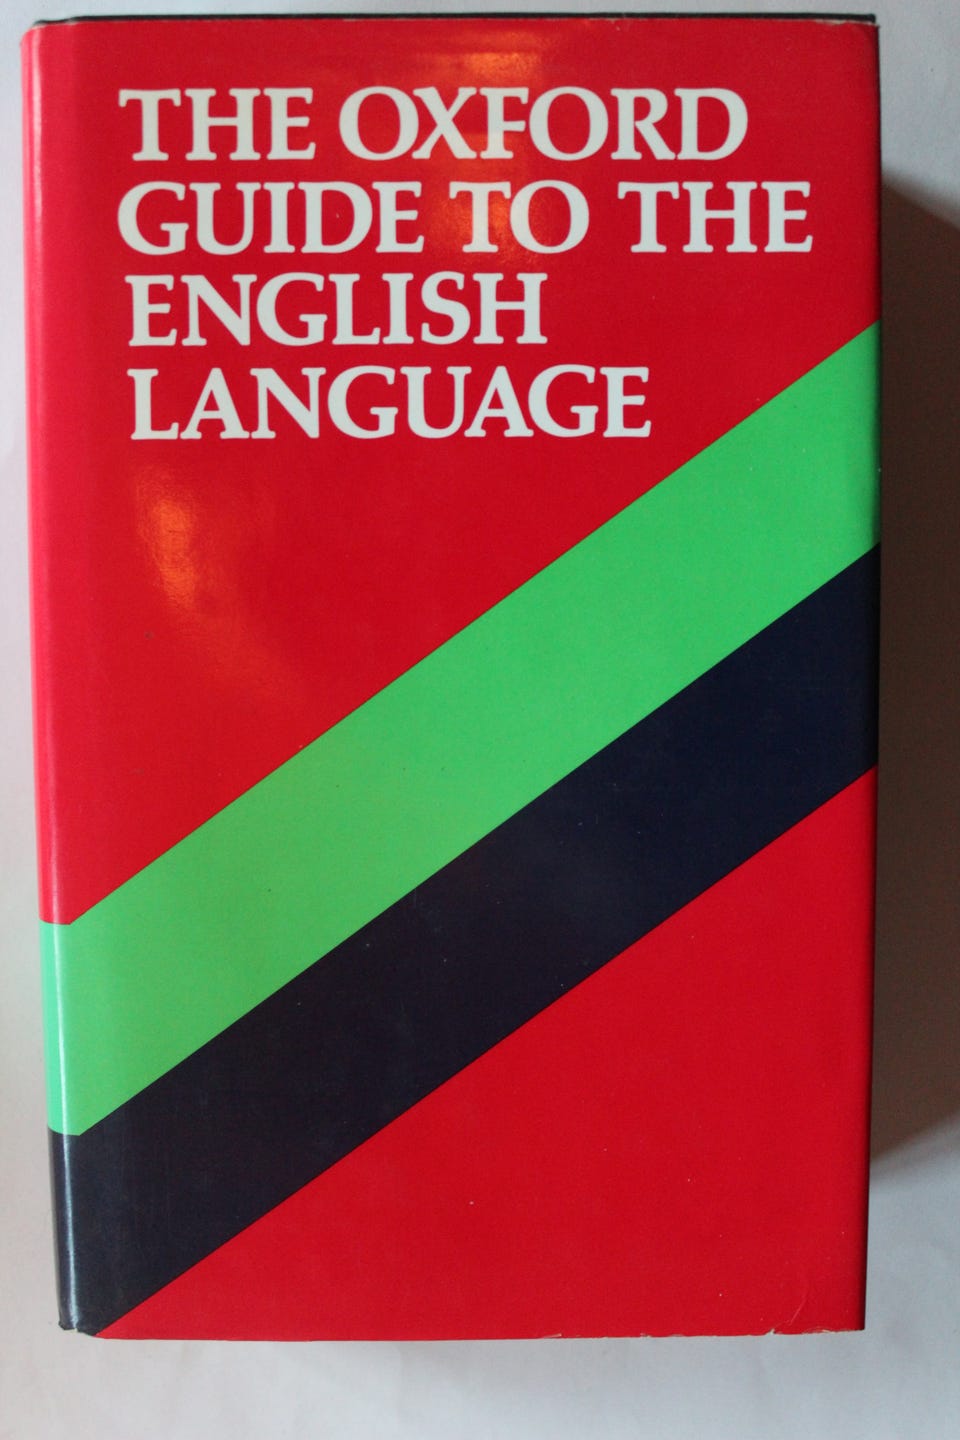 THE OXFORD
GUIDE TO THE
ENGLISH
LANGUAGE